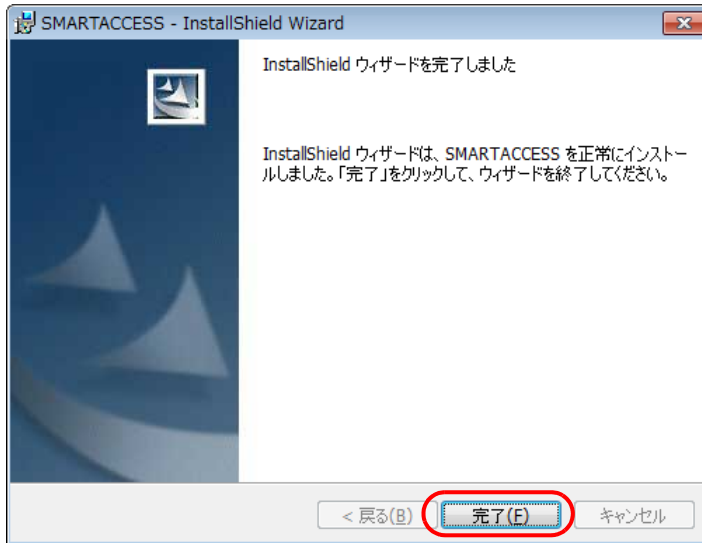 SMARTACCESS - InstallShield Wizard
InstallShield ウィザードを完了しました
InstallShield ウィザードは、SMARTACCESS を正常にインストー
ルしました。「完了」をクリックして、ウィザードを終了してください。
< 戻る(B) 完了(F) キャンセル